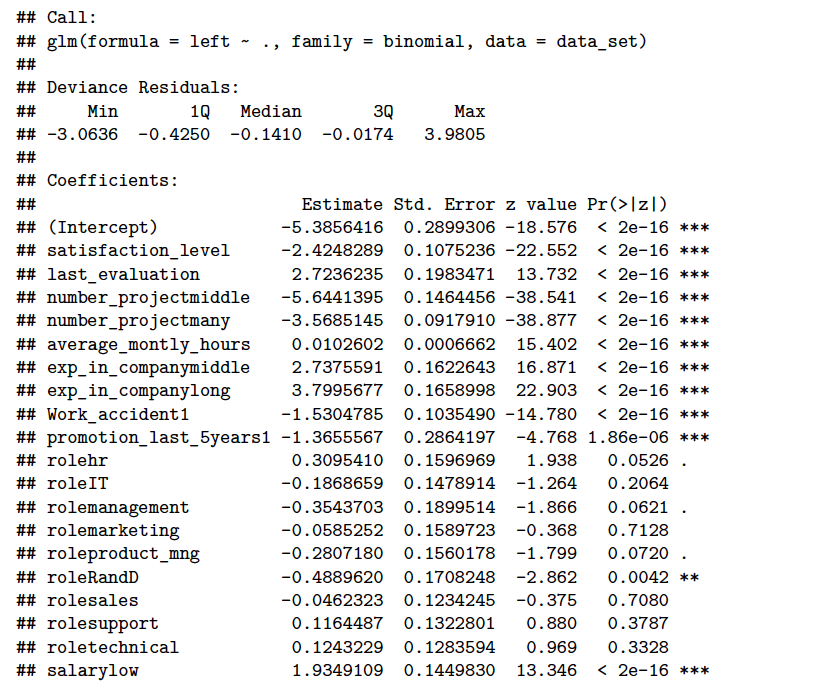 ## Call:
## glm(formula = left ~ ., family = binomial, data = data_set)
##
## Deviance Residuals:
##     Min       1Q   Median       3Q      Max
## -3.0636  -0.4250  -0.1410  -0.0174   3.9805
##
## Coefficients:
##                         Estimate Std. Error z value Pr(>|z|)
## (Intercept)           -5.3856416  0.2899306 -18.576  < 2e-16 ***
## satisfaction_level    -2.4248289  0.1075236 -22.552  < 2e-16 ***
## last_evaluation        2.7236235  0.1983471  13.732  < 2e-16 ***
## number_projectmiddle  -5.6441395  0.1464456 -38.541  < 2e-16 ***
## number_projectmany    -3.5685145  0.0917910 -38.877  < 2e-16 ***
## average_montly_hours   0.0102602  0.0006662  15.402  < 2e-16 ***
## exp_in_companymiddle   2.7375591  0.1622643  16.871  < 2e-16 ***
## exp_in_companylong     3.7995677  0.1658998  22.903  < 2e-16 ***
## Work_accident1        -1.5304785  0.1035490 -14.780  < 2e-16 ***
## promotion_last_5years1 -1.3655567  0.2864197  -4.768 1.86e-06 ***
## rolehr                 0.3095410  0.1596969   1.938   0.0526 .
## roleIT                -0.1868659  0.1478914  -1.264   0.2064
## rolemanagement        -0.3543703  0.1899514  -1.866   0.0621 .
## rolemarketing         -0.0585252  0.1589723  -0.368   0.7128
## roleproduct_mng       -0.2807180  0.1560178  -1.799   0.0720 .
## roleRandD             -0.4889620  0.1708248  -2.862   0.0042 **
## rolesales             -0.0462323  0.1234245  -0.375   0.7080
## rolesupport            0.1164487  0.1322801   0.880   0.3787
## roletechnical          0.1243229  0.1283594   0.969   0.3328
## salarylow              1.9349109  0.1449830  13.346  < 2e-16 ***